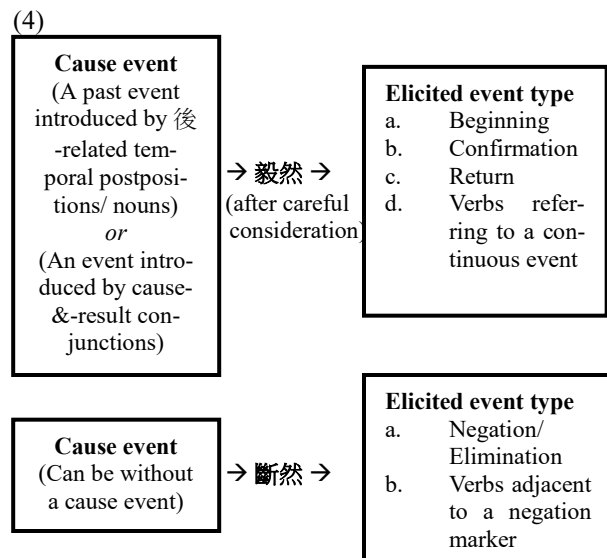 (4)
Cause event
(A past event
introduced by 後
-related tem-
poral postposi-
tions/ nouns)
or
(An event intro-
duced by cause-
&-result con-
junctions)
→ 毅然 →
(after careful
consideration)
Elicited event type
a. Beginning
b. Confirmation
c. Return
d. Verbs refer-
ring to a con-
tinuous event
Cause event
(Can be without
a cause event)
→ 斷然 →
Elicited event type
a. Negation/
Elimination
b. Verbs adjacent
to a negation
marker